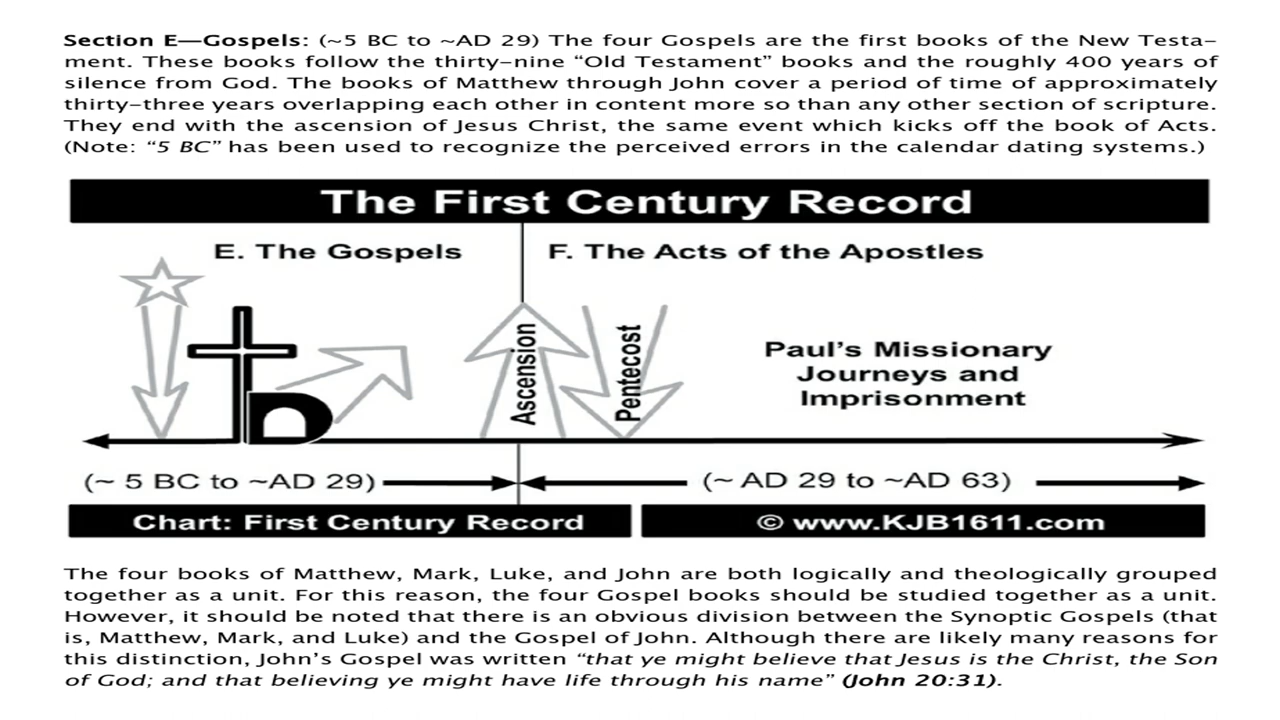 Section E—Gospels: (~5 BC to ~AD 29) The four Gospels are the first books of the New Testa-
ment. These books follow the thirty-nine “Old Testament” books and the roughly 400 years of
silence from God. The books of Matthew through John cover a period of time of approximately
thirty-three years overlapping each other in content more so than any other section of scripture.
They end with the ascension of Jesus Christ, the same event which kicks off the book of Acts.
(Note: “5 BC” has been used to recognize the perceived errors in the calendar dating systems.)
The First Century Record
E. The Gospels
F. The Acts of the Apostles
Ascension
Pentecost
Paul’s Missionary
Journeys and
Imprisonment
(~ 5 BC to ~AD 29)
(~ AD 29 to ~AD 63)
Chart: First Century Record
© www.KJB1611.com
The four books of Matthew, Mark, Luke, and John are both logically and theologically grouped
together as a unit. For this reason, the four Gospel books should be studied together as a unit.
However, it should be noted that there is an obvious division between the Synoptic Gospels (that
is, Matthew, Mark, and Luke) and the Gospel of John. Although there are likely many reasons for
this distinction, John’s Gospel was written “that ye might believe that Jesus is the Christ, the Son
of God; and that believing ye might have life through his name” (John 20:31).